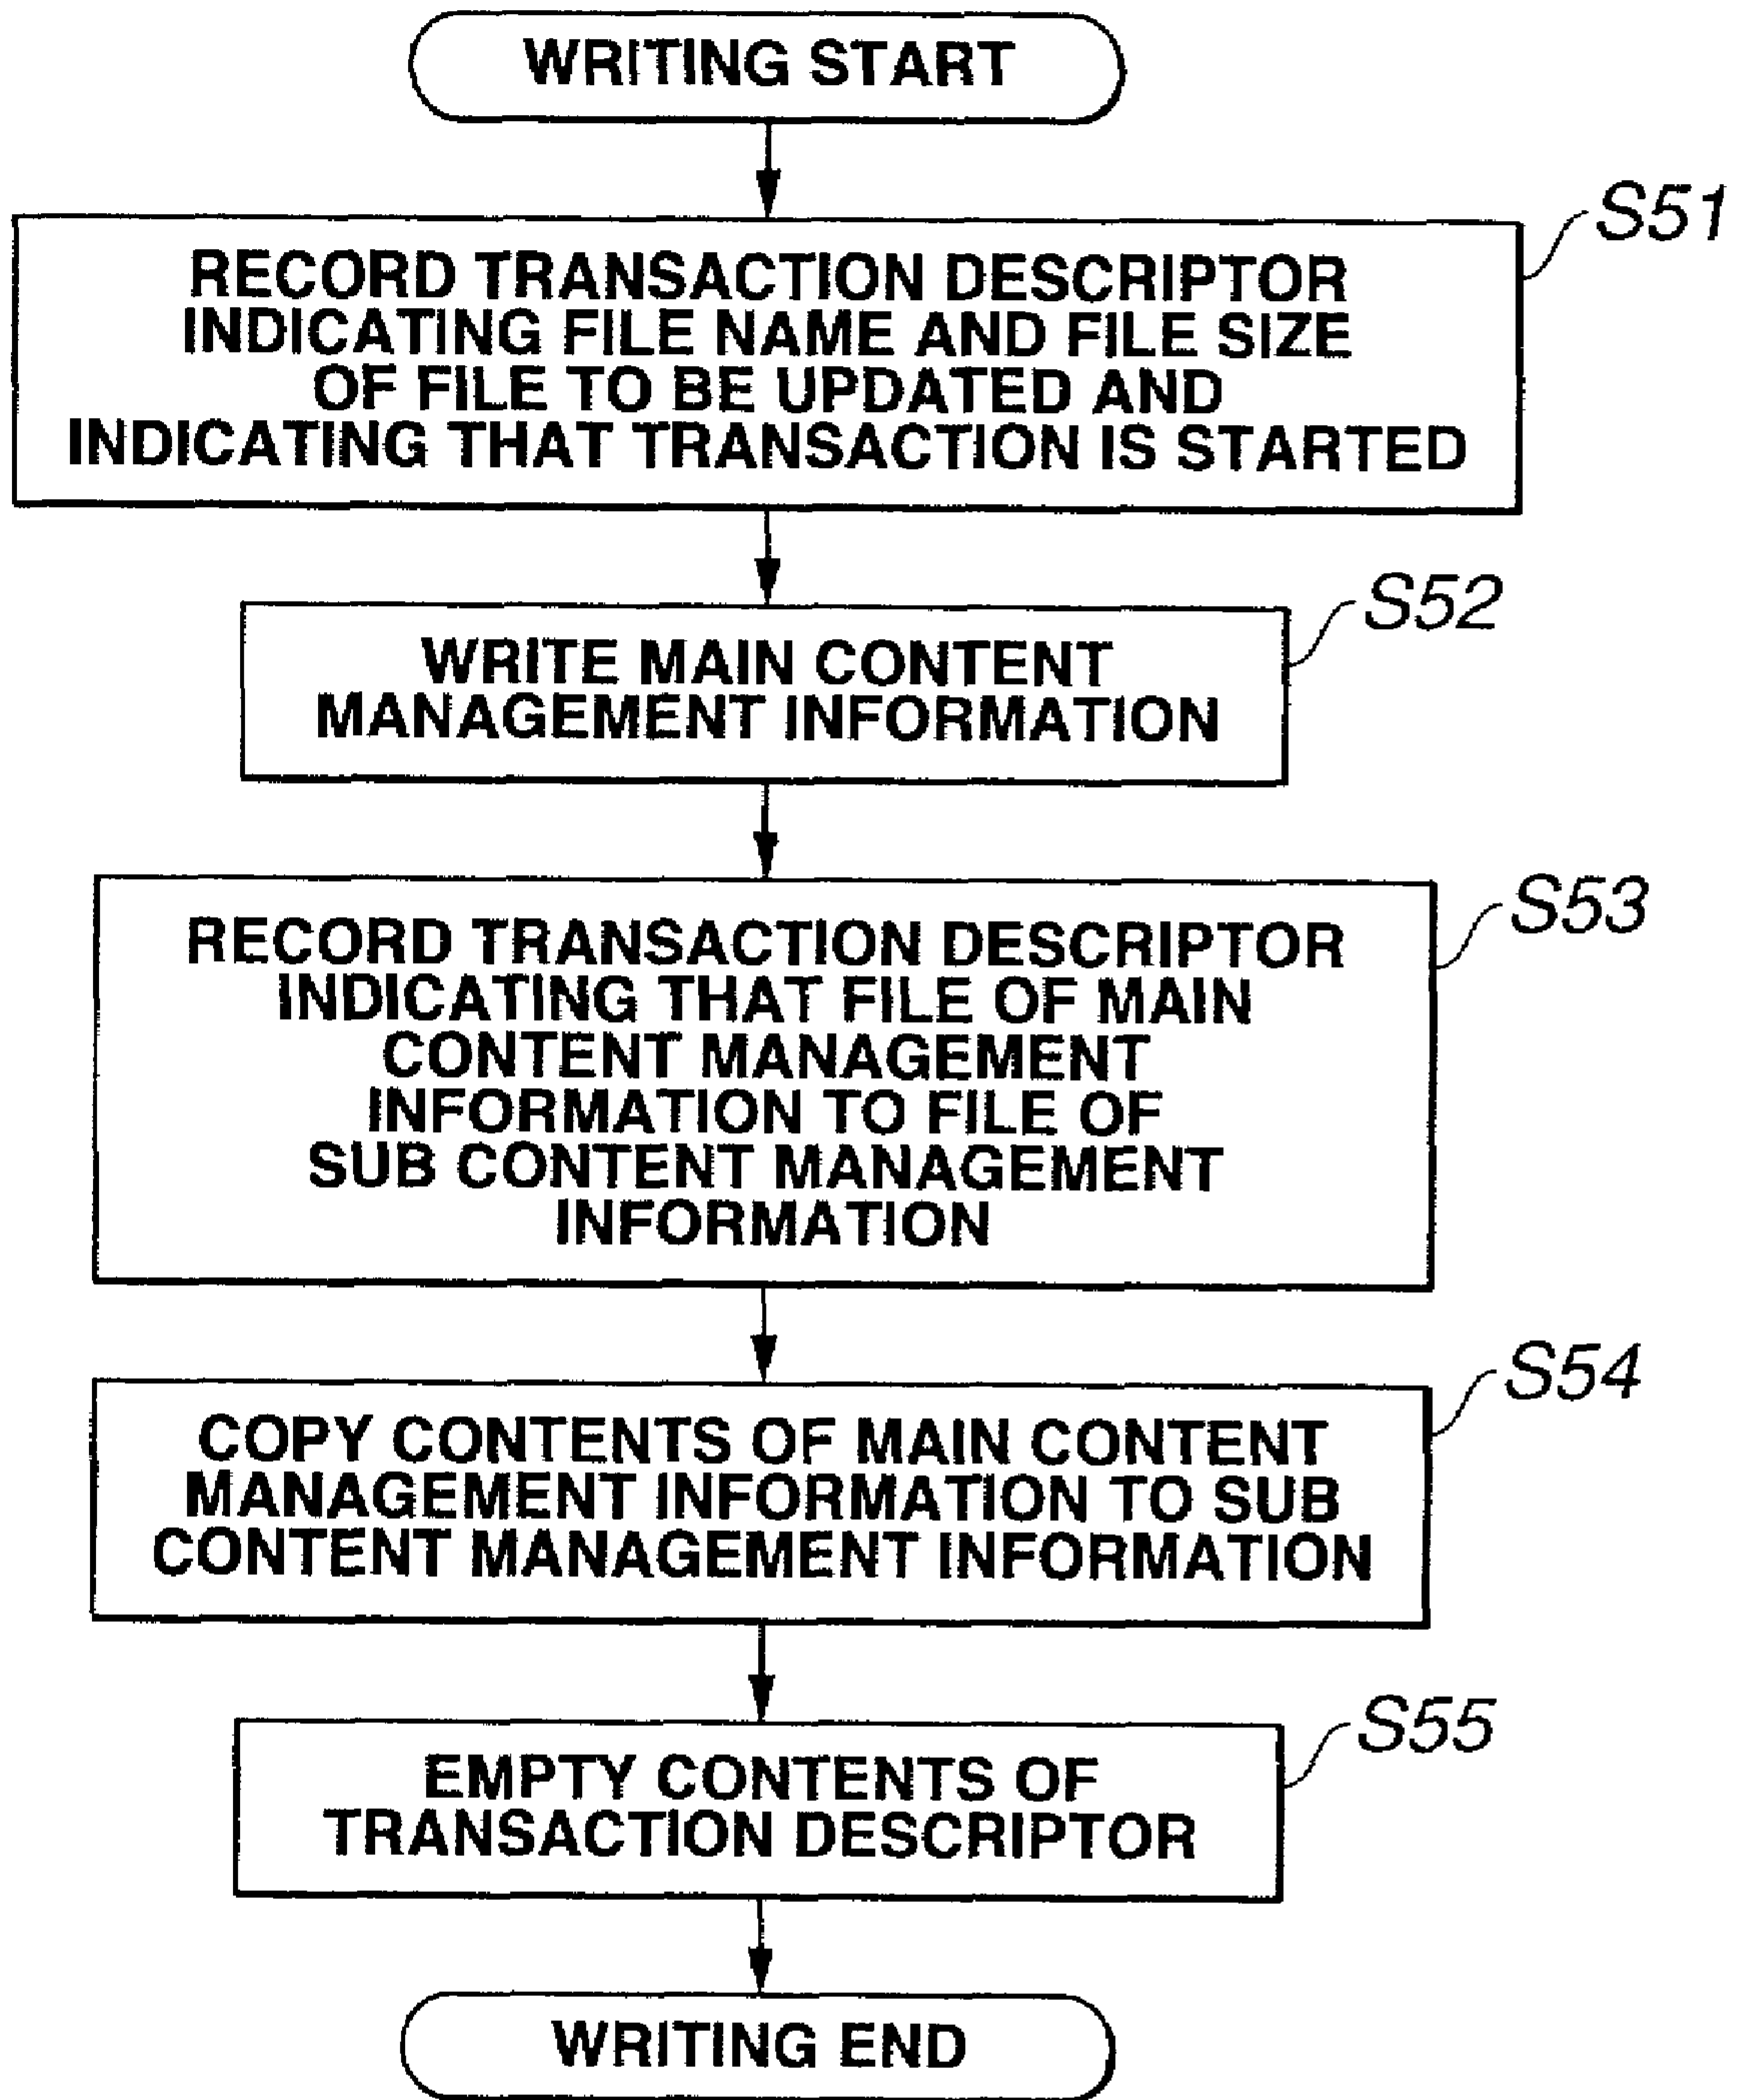 WRITING START
S51
RECORD TRANSACTION DESCRIPTOR
INDICATING FILE NAME AND FILE SIZE
OF FILE TO BE UPDATED AND
INDICATING THAT TRANSACTION IS STARTED
S52
WRITE MAIN CONTENT
MANAGEMENT INFORMATION
S53
RECORD TRANSACTION DESCRIPTOR
INDICATING THAT FILE OF MAIN
CONTENT MANAGEMENT
INFORMATION TO FILE OF
SUB CONTENT MANAGEMENT
INFORMATION
S54
COPY CONTENTS OF MAIN CONTENT
MANAGEMENT INFORMATION TO SUB
CONTENT MANAGEMENT INFORMATION
S55
EMPTY CONTENTS OF
TRANSACTION DESCRIPTOR
WRITING END